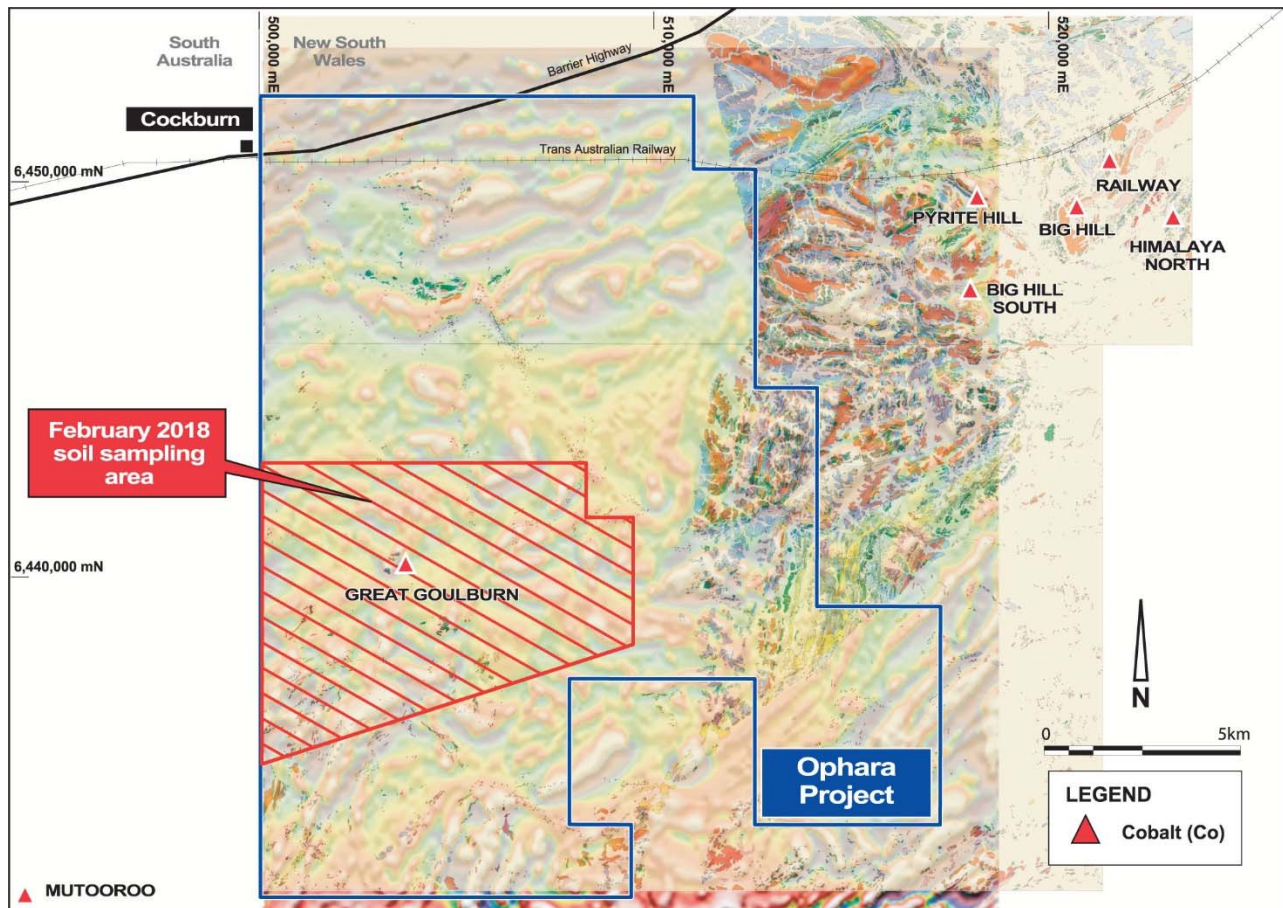 South
Australia
New South
Wales
500,000 mE
510,000 mE
520,000 mE
Barrier Highway
Cockburn
Trans Australian Railway
6,450,000 mN
RAILWAY
PYRITE HILL
BIG HILL
HIMALAYA
NORTH
BIG HILL
SOUTH
February 2018
soil sampling
area
6,440,000 mN
GREAT GOULBURN
N
0
5km
Ophara
Project
LEGEND
Cobalt (Co)
MUTOOROO